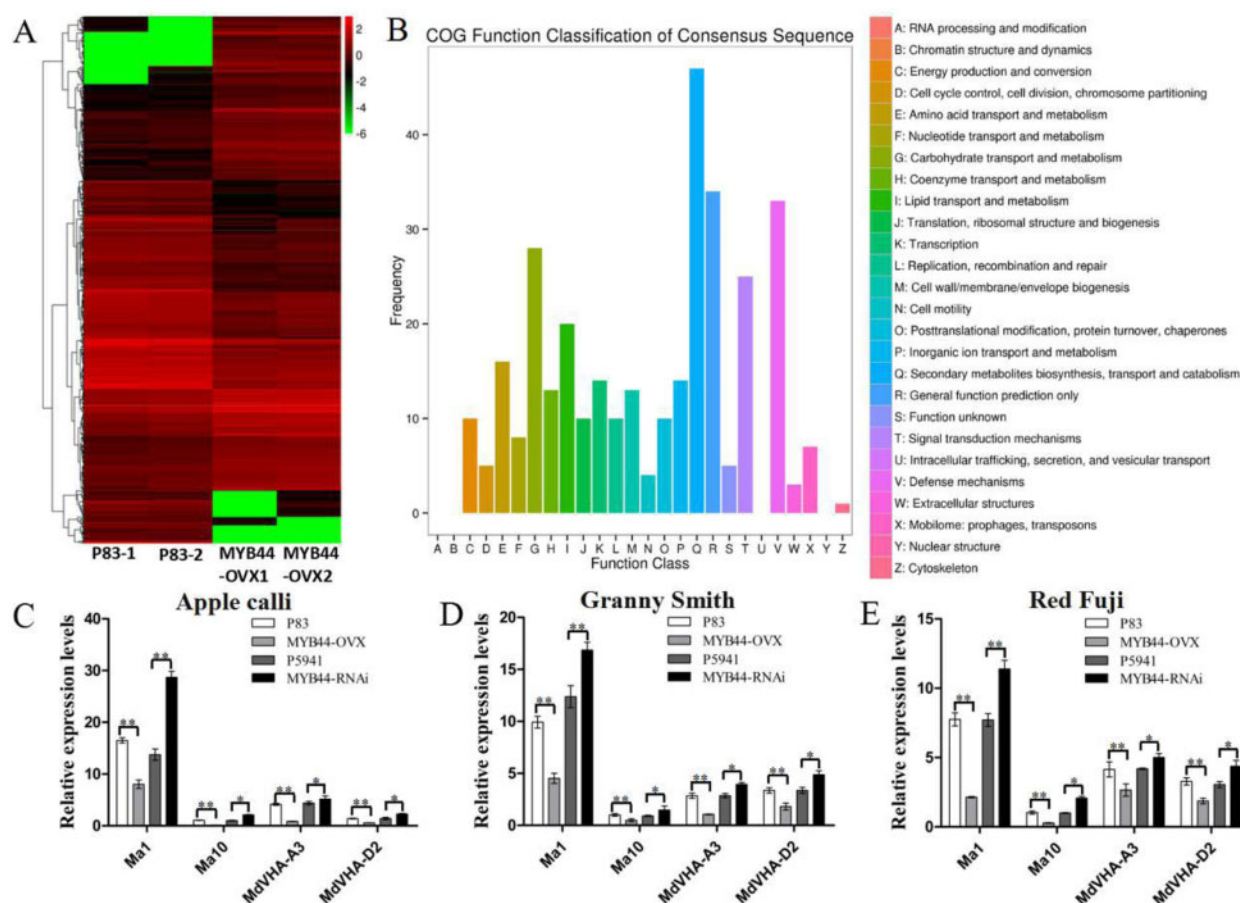 A
2
0
-2
-4
-6
P83-1 P83-2 MYB44 MYB44
-OVX1 -OVX2
B
COG Function Classification of Consensus Sequence
Frequency
40
30
20
10
0
A B C D E F G H I J K L M N O P Q R S T U V W X Y Z
Function Class
A: RNA processing and modification
B: Chromatin structure and dynamics
C: Energy production and conversion
D: Cell cycle control, cell division, chromosome partitioning
E: Amino acid transport and metabolism
F: Nucleotide transport and metabolism
G: Carbohydrate transport and metabolism
H: Coenzyme transport and metabolism
I: Lipid transport and metabolism
J: Translation, ribosomal structure and biogenesis
K: Transcription
L: Replication, recombination and repair
M: Cell wall/membrane/envelope biogenesis
N: Cell motility
O: Posttranslational modification, protein turnover, chaperones
P: Inorganic ion transport and metabolism
Q: Secondary metabolites biosynthesis, transport and catabolism
R: General function prediction only
S: Function unknown
T: Signal transduction mechanisms
U: Intracellular trafficking, secretion, and vesicular transport
V: Defense mechanisms
W: Extracellular structures
X: Mobilome: prophages, transposons
Y: Nuclear structure
Z: Cytoskeleton
C
Apple calli
Relative expression levels
40
30
20
10
0
P83
MYB44-OVX
P5941
MYB44-RNAi
** **
** *
** *
** *
Ma1 Ma10 MdVHA-A3 MdVHA-D2
D
Granny Smith
Relative expression levels
20
15
10
5
0
P83
MYB44-OVX
P5941
MYB44-RNAi
** **
** *
** *
** *
Ma1 Ma10 MdVHA-A3 MdVHA-D2
E
Red Fuji
Relative expression levels
15
10
5
0
P83
MYB44-OVX
P5941
MYB44-RNAi
** **
** *
** *
** *
Ma1 Ma10 MdVHA-A3 MdVHA-D2